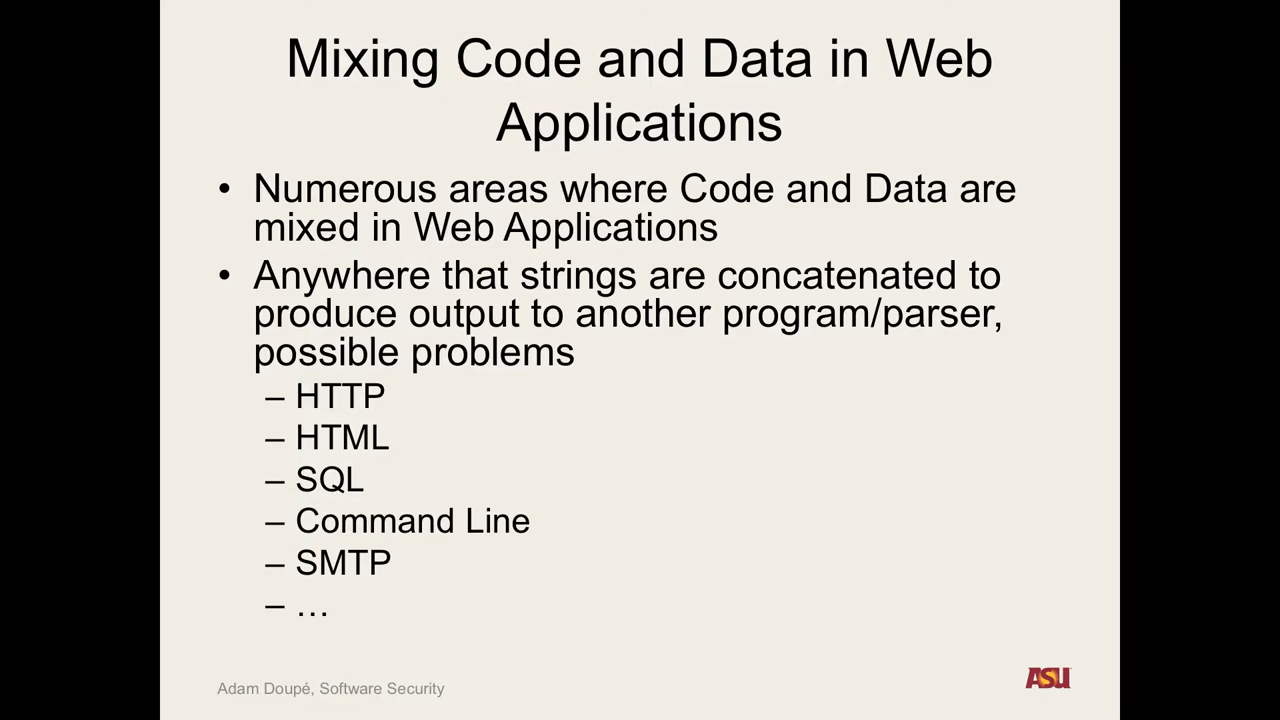 Mixing Code and Data in Web
Applications
• Numerous areas where Code and Data are
mixed in Web Applications
• Anywhere that strings are concatenated to
produce output to another program/parser,
possible problems
– HTTP
– HTML
– SQL
– Command Line
– SMTP
– …
Adam Doupé, Software Security
ASU